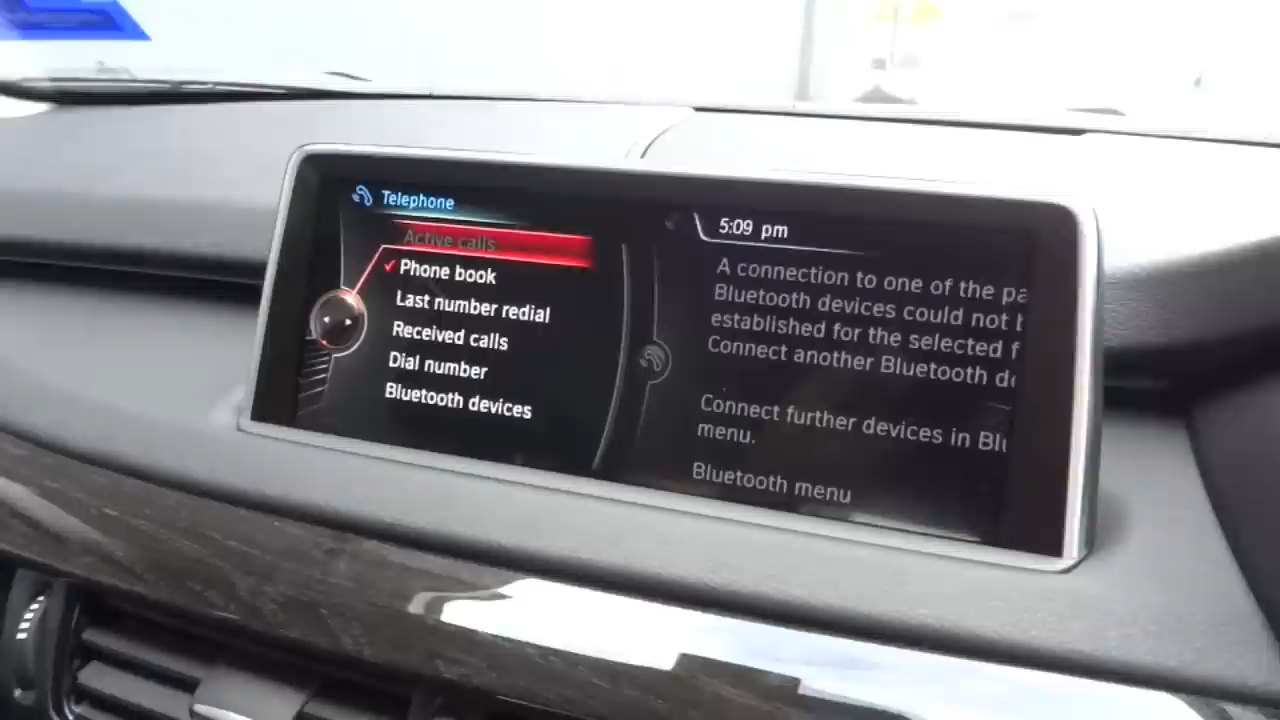 Telephone
Active calls
Phone book
Last number redial
Received calls
Dial number
Bluetooth devices
5:09 pm
A connection to one of the
Bluetooth devices could not
established for the selected
Connect another Bluetooth
Connect further devices in
menu.
Bluetooth menu